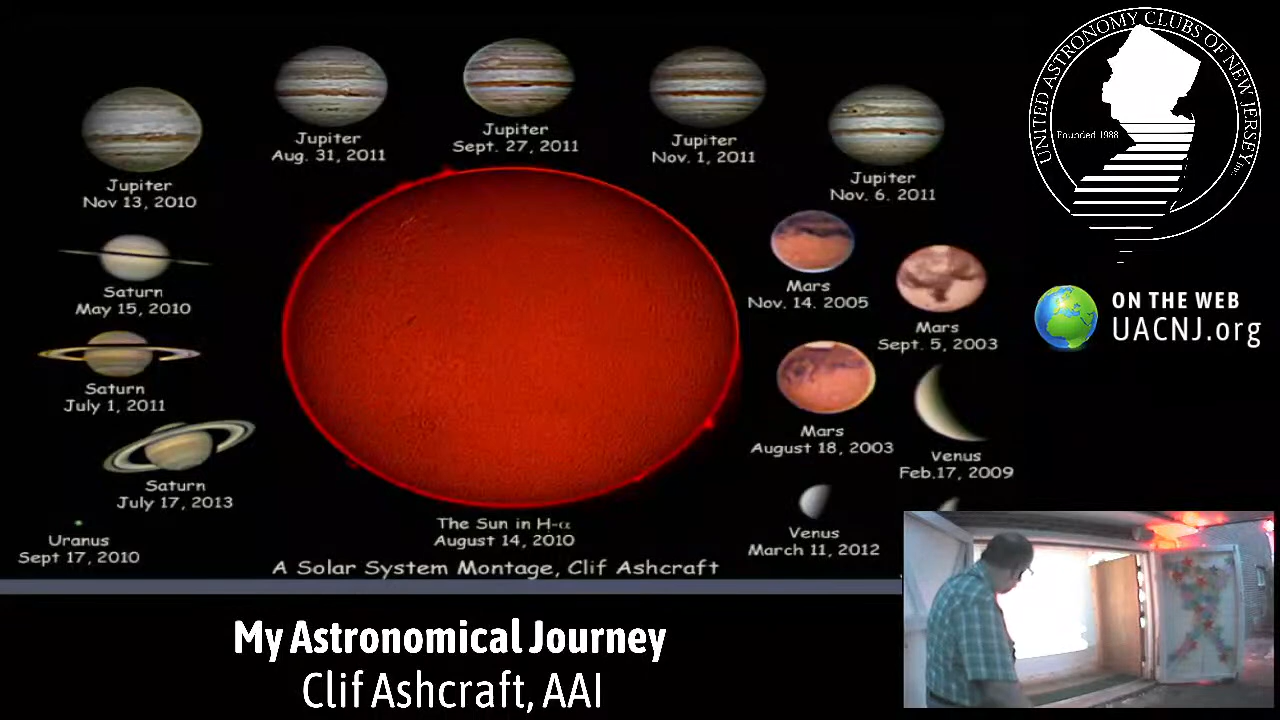 Jupiter
Nov 13, 2010
Jupiter
Aug. 31, 2011
Jupiter
Sept. 27, 2011
Jupiter
Nov. 1, 2011
Jupiter
Nov. 6. 2011
Saturn
May 15, 2010
Saturn
July 1, 2011
Saturn
July 17, 2013
Uranus
Sept 17, 2010
Mars
Nov. 14. 2005
Mars
Sept. 5, 2003
Mars
August 18, 2003
Venus
Feb.17, 2009
Venus
March 11, 2012
The Sun in H-α
August 14, 2010
A Solar System Montage, Clif Ashcraft
UNITED ASTRONOMY CLUBS OF NEW JERSEY, Inc.
Founded 1988
ON THE WEB
UACNJ.org
My Astronomical Journey
Clif Ashcraft, AAI